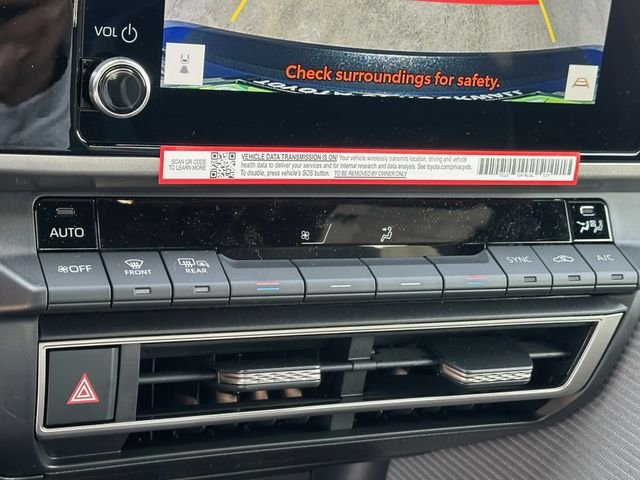 VOL
Check surroundings for safety.
SCAN QR CODE
TO LEARN MORE
VEHICLE DATA TRANSMISSION IS ON! Your vehicle wirelessly transmits location, driving and vehicle
health data to deliver your services and for internal research and data analysis. See toyota.com/privacyvts.
To disable, press vehicle's SOS button. TO BE REMOVED BY OWNER ONLY
AUTO
OFF
FRONT
REAR
SYNC
A/C